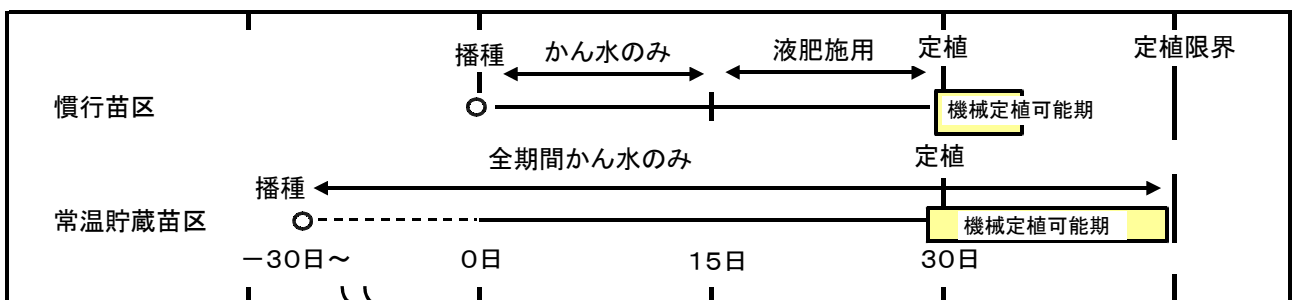 播種 かん水のみ 液肥施用 定植 定植限界
慣行苗区 機械定植可能期
全期間かん水のみ 定植
播種
常温貯蔵苗区 機械定植可能期
－30日～ 0日 15日 30日